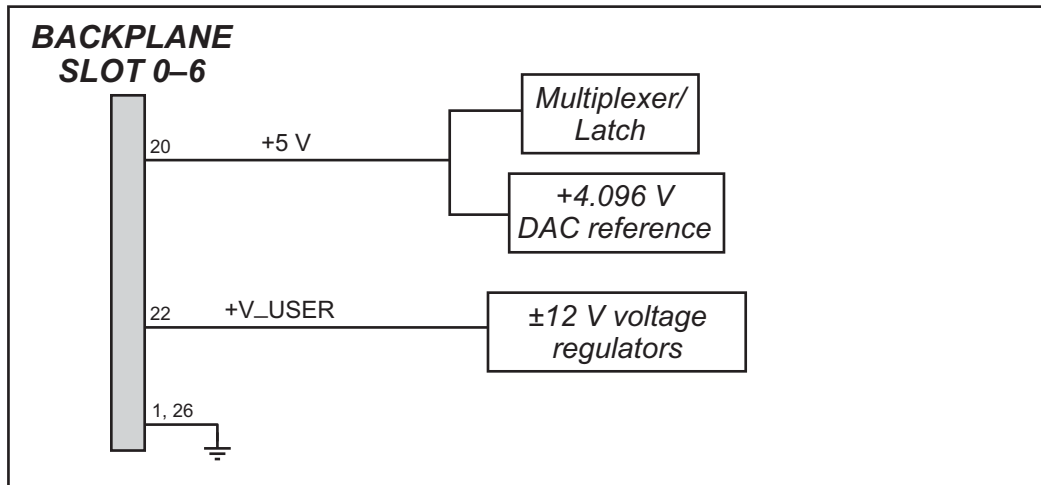 BACKPLANE
SLOT 0–6
20
+5 V
Multiplexer/
Latch
+4.096 V
DAC reference
22
+V_USER
±12 V voltage
regulators
1, 26